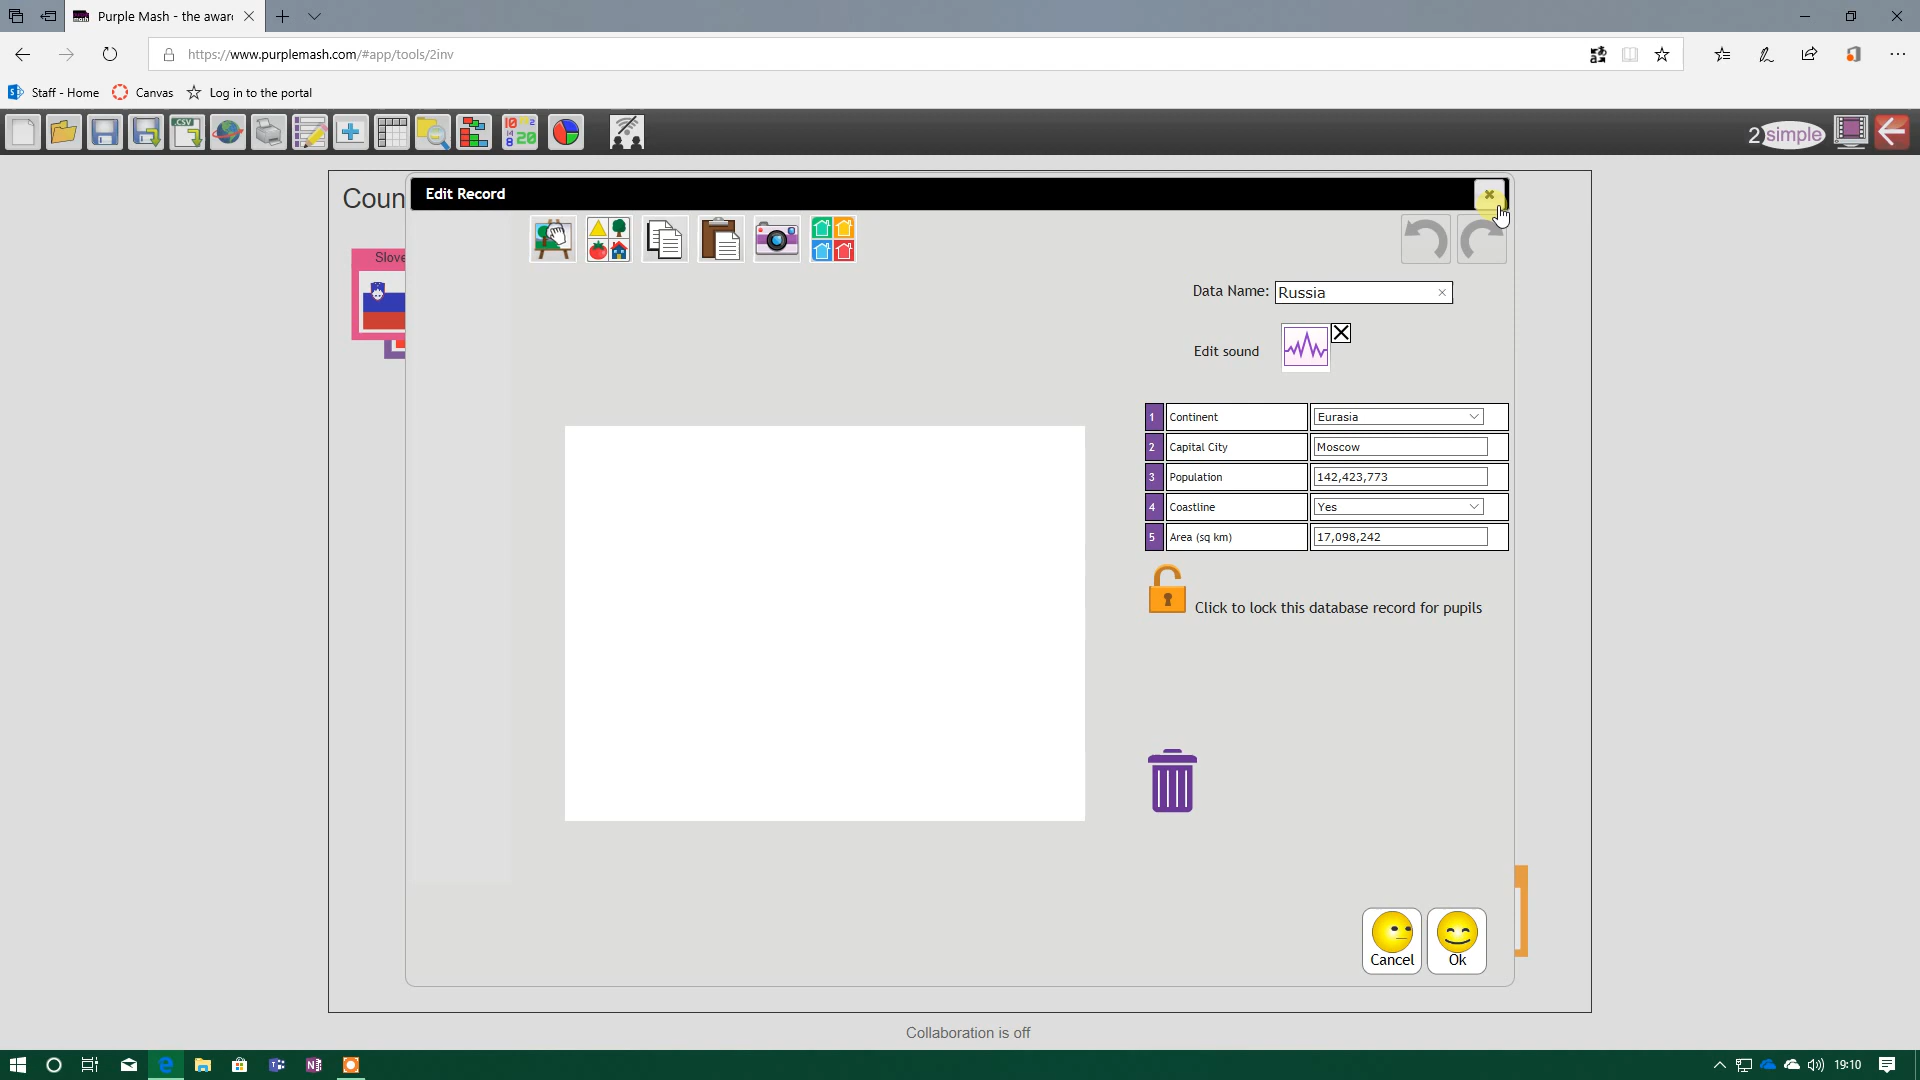 Purple Mash - the awar
https://www.purplemash.com/#app/tools/2inv
Staff - Home
Canvas
Log in to the portal
CSV
2simple
Coun
Edit Record
Slove
Data Name: Russia
Edit sound
1 Continent Eurasia
2 Capital City Moscow
3 Population 142,423,773
4 Coastline Yes
5 Area (sq km) 17,098,242
Click to lock this database record for pupils
Cancel
Ok
Collaboration is off
19:10